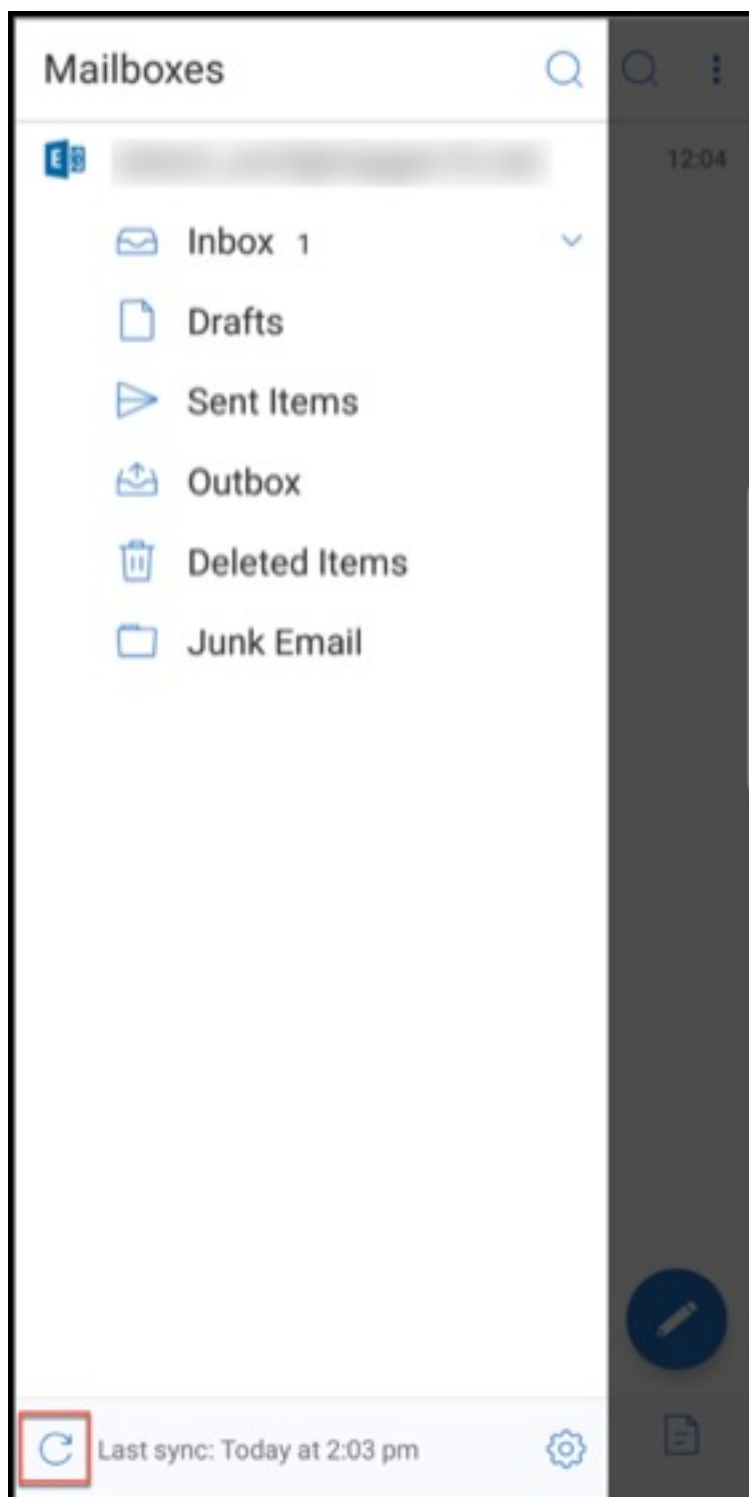 Mailboxes
12:04
Inbox 1
Drafts
Sent Items
Outbox
Deleted Items
Junk Email
Last sync: Today at 2:03 pm